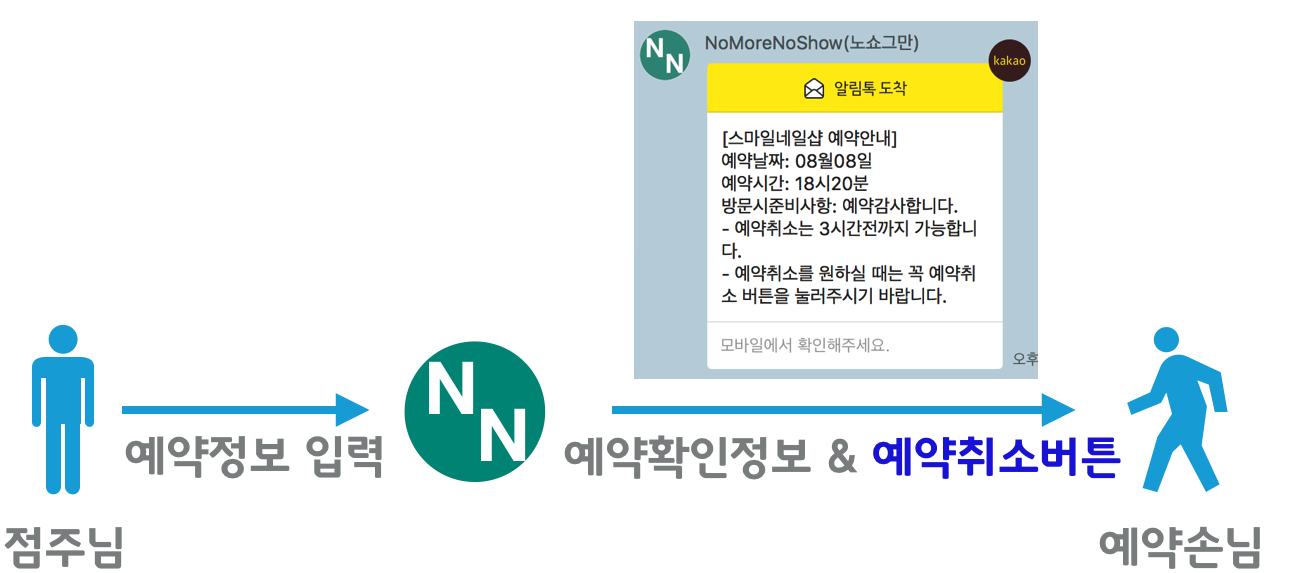 NN
NoMoreNoShow(노쇼그만)
kakao
알림톡 도착
[스마일네일샵 예약안내]
예약날짜: 08월08일
예약시간: 18시20분
방문시준비사항: 예약감사합니다.
- 예약취소는 3시간전까지 가능합니
다.
- 예약취소를 원하실 때는 꼭 예약취
소 버튼을 눌러주시기 바랍니다.
모바일에서 확인해주세요.
오후
NN
예약정보 입력
예약확인정보 & 예약취소버튼
점주님
예약손님